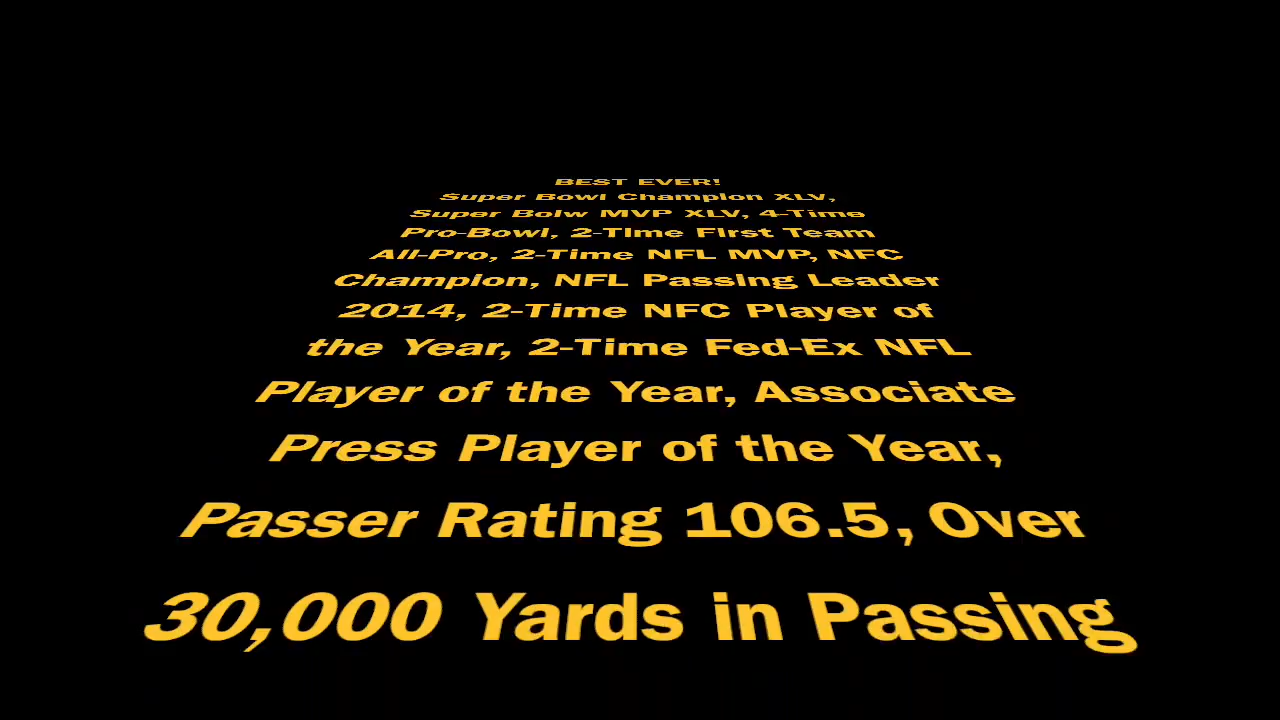 BEST EVER!
Super Bowl Champion XLV,
Super Bolw MVP XLV, 4-Time
Pro-Bowl, 2-Time First Team
All-Pro, 2-Time NFL MVP, NFC
Champion, NFL Passing Leader
2014, 2-Time NFC Player of
the Year, 2-Time Fed-Ex NFL
Player of the Year, Associate
Press Player of the Year,
Passer Rating 106.5, Over
30,000 Yards in Passing